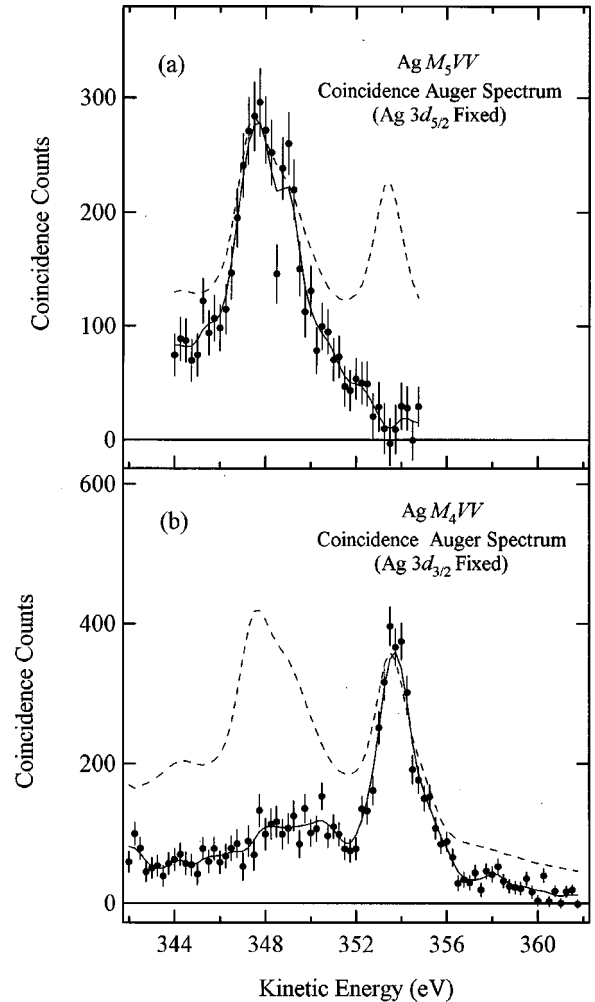 (a)
Ag M₅VV
Coincidence Auger Spectrum
(Ag 3d₅/₂ Fixed)
300
200
100
0
Coincidence Counts
(b)
Ag M₄VV
Coincidence Auger Spectrum
(Ag 3d₃/₂ Fixed)
600
400
200
0
Coincidence Counts
344
348
352
356
360
Kinetic Energy (eV)